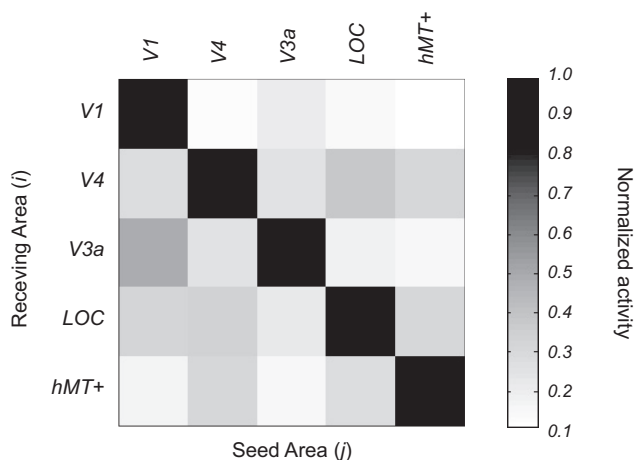 V1 V4 V3a LOC hMT+
V1
V4
V3a
LOC
hMT+
Receving Area (i)
Seed Area (j)
1.0
0.9
0.8
0.7
0.6
0.5
0.4
0.3
0.2
0.1
Normalized activity